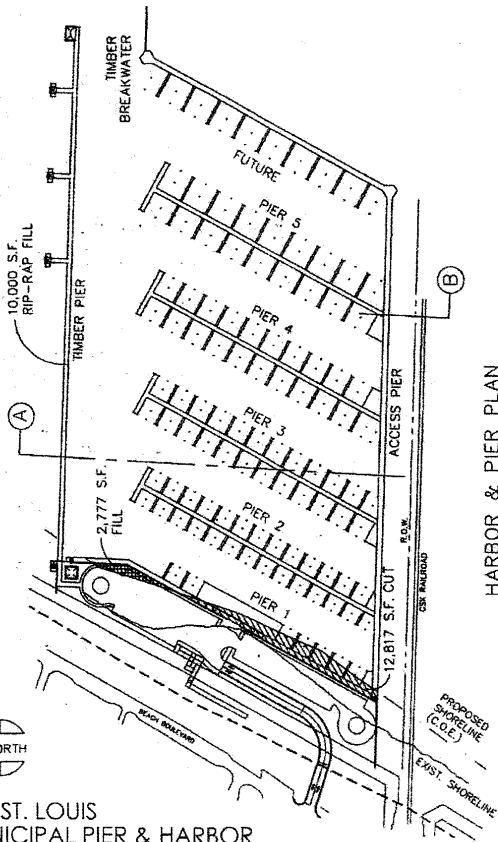 10,000 S.F.
RIP-RAP FILL
TIMBER PIER
TIMBER
BREAKWATER
A
2,777 S.F.
FILL
FUTURE
PIER 5
PIER 4
PIER 3
PIER 2
PIER 1
B
ACCESS PIER
12,817 S.F. CUT
R.O.W.
CSX RAILROAD
BEACH BOULEVARD
PROPOSED
SHORELINE
(C.O.E.)
EXIST. SHORELINE
HARBOR & PIER PLAN
ORTH
ST. LOUIS
NICIPAL PIER & HARBOR